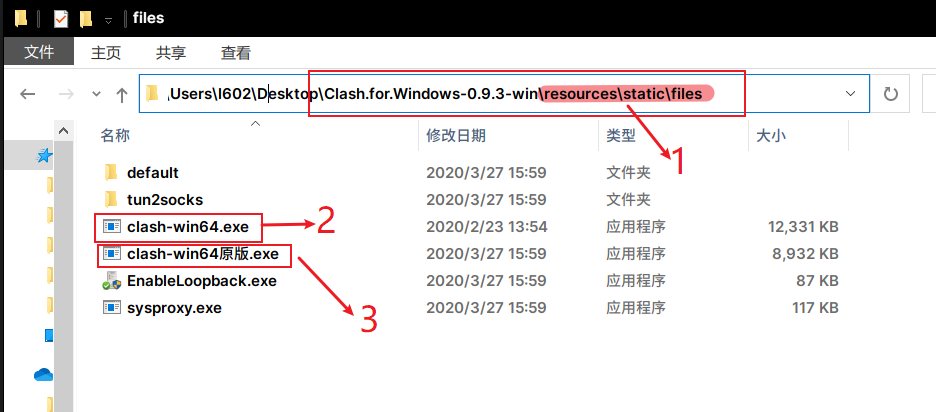 files
文件 主页 共享 查看
\Users\l602\Desktop\Clash.for.Windows-0.9.3-win\resources\static\files
名称 修改日期 类型 大小
1
default 2020/3/27 15:59 文件夹
tun2socks 2020/3/27 15:59 文件夹
clash-win64.exe 2 2020/2/23 13:54 应用程序 12,331 KB
clash-win64原版.exe 2020/3/27 15:59 应用程序 8,932 KB
EnableLoopback.exe 2020/3/27 15:59 应用程序 87 KB
sysproxy.exe 3 2020/3/27 15:59 应用程序 117 KB